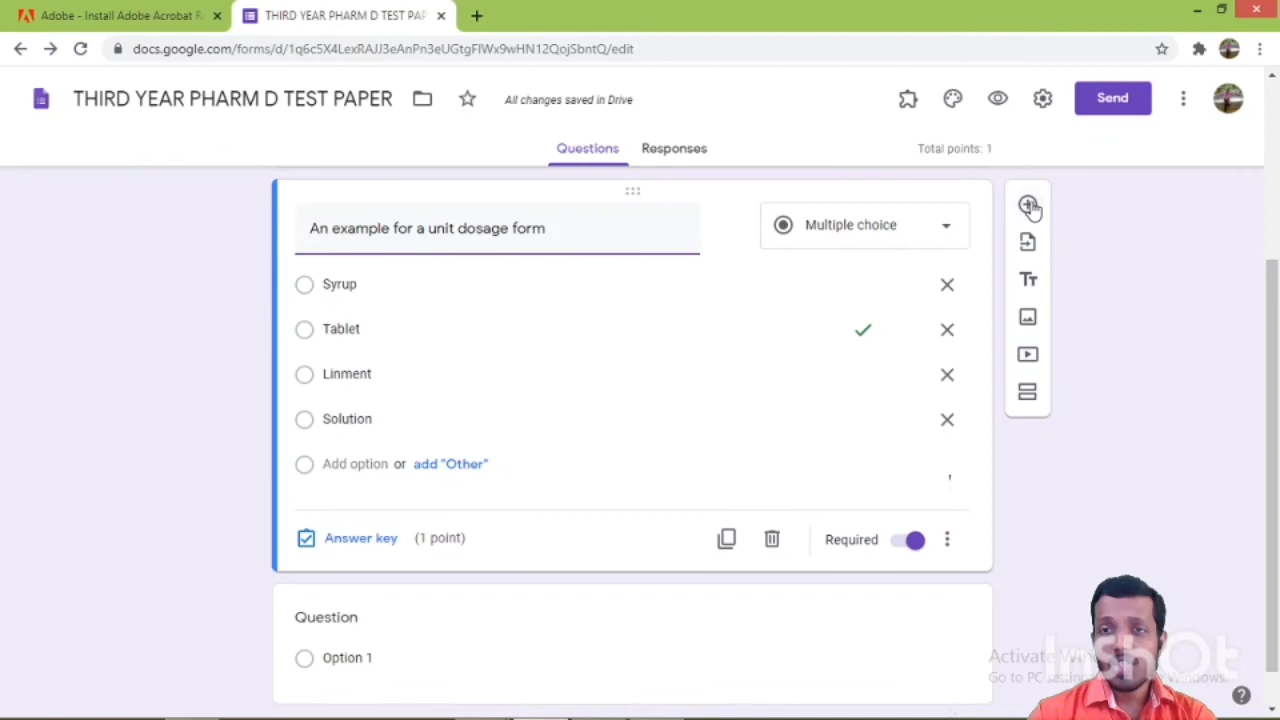 Adobe - Install Adobe Acrobat R
THIRD YEAR PHARM D TEST PAP
docs.google.com/forms/d/1q6c5X4LexRAJJ3eAnPn3eUGtgFIWx9wHN12QojSbntQ/edit
THIRD YEAR PHARM D TEST PAPER
All changes saved in Drive
Send
Questions
Responses
Total points: 1
An example for a unit dosage form
Multiple choice
Syrup
Tablet
Linment
Solution
Add option or add "Other"
Answer key
(1 point)
Required
Question
Option 1
Activate Win
Go to PC setting
Windows.
InShOt